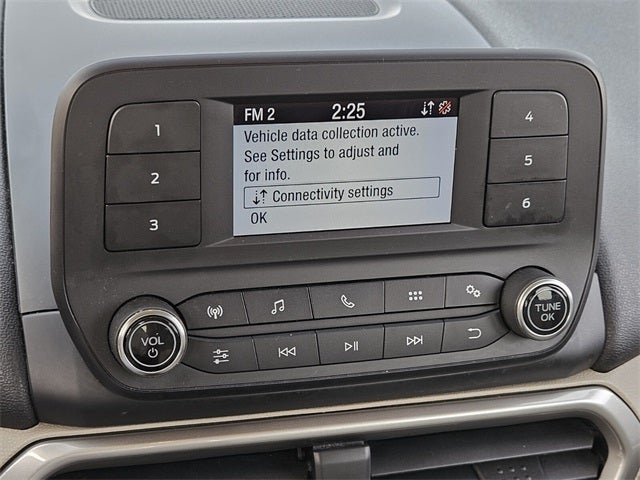 FM 2 2:25
Vehicle data collection active.
See Settings to adjust and
for info.
Connectivity settings
OK
1
2
3
4
5
6
VOL
TUNE
OK